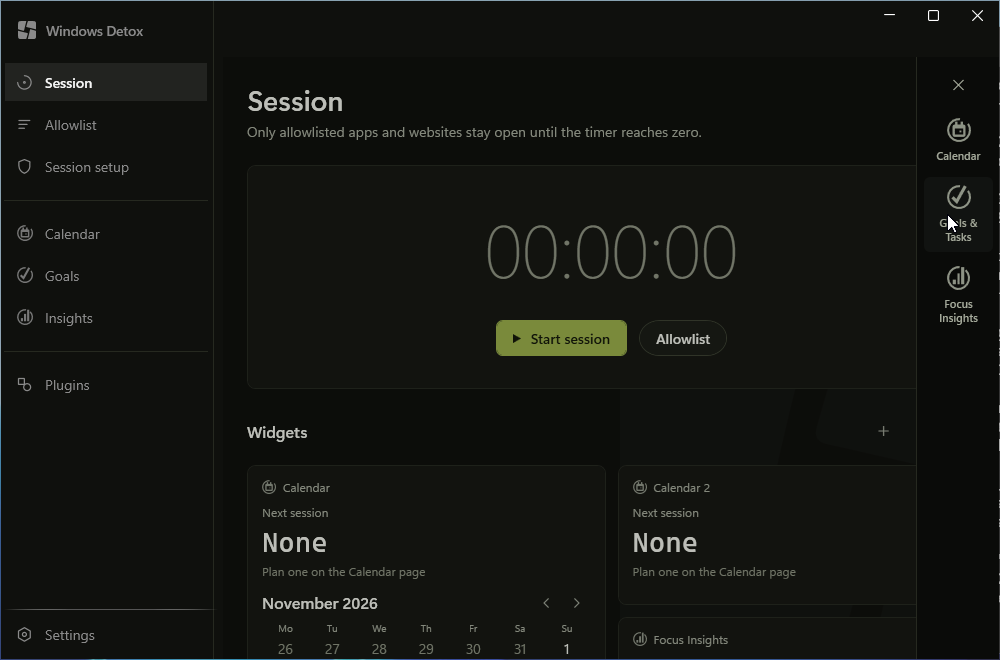 Windows Detox
Session
Allowlist
Session setup
Calendar
Goals
Insights
Plugins
Settings
Session
Only allowlisted apps and websites stay open until the timer reaches zero.
00:00:00
Start session
Allowlist
Widgets
Calendar
Next session
None
Plan one on the Calendar page
November 2026
Mo Tu We Th Fr Sa Su
26 27 28 29 30 31 1
Calendar 2
Next session
None
Plan one on the Calendar page
Focus Insights
Calendar
Goals &
Tasks
Focus
Insights